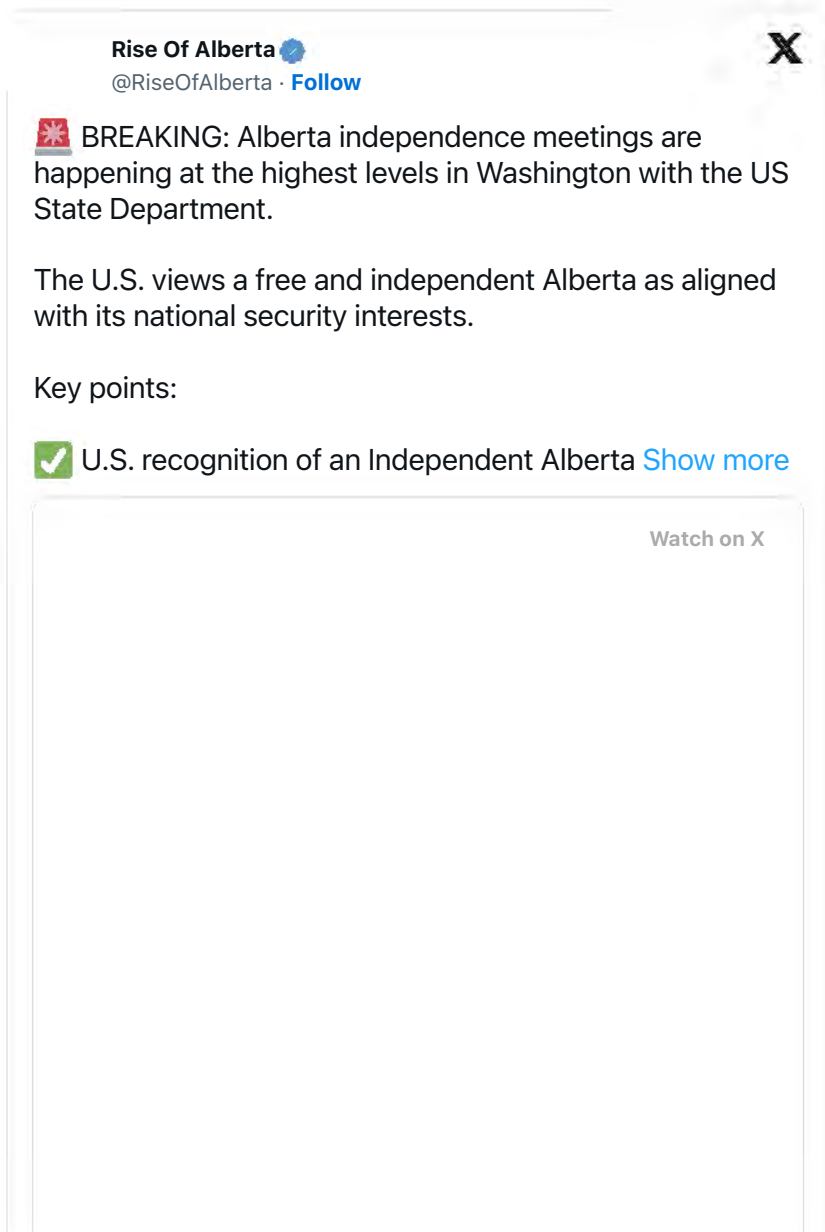 Rise Of Alberta
@RiseOfAlberta · Follow
X
🚨 BREAKING: Alberta independence meetings are
happening at the highest levels in Washington with the US
State Department.
The U.S. views a free and independent Alberta as aligned
with its national security interests.
Key points:
✅ U.S. recognition of an Independent Alberta Show more
Watch on X